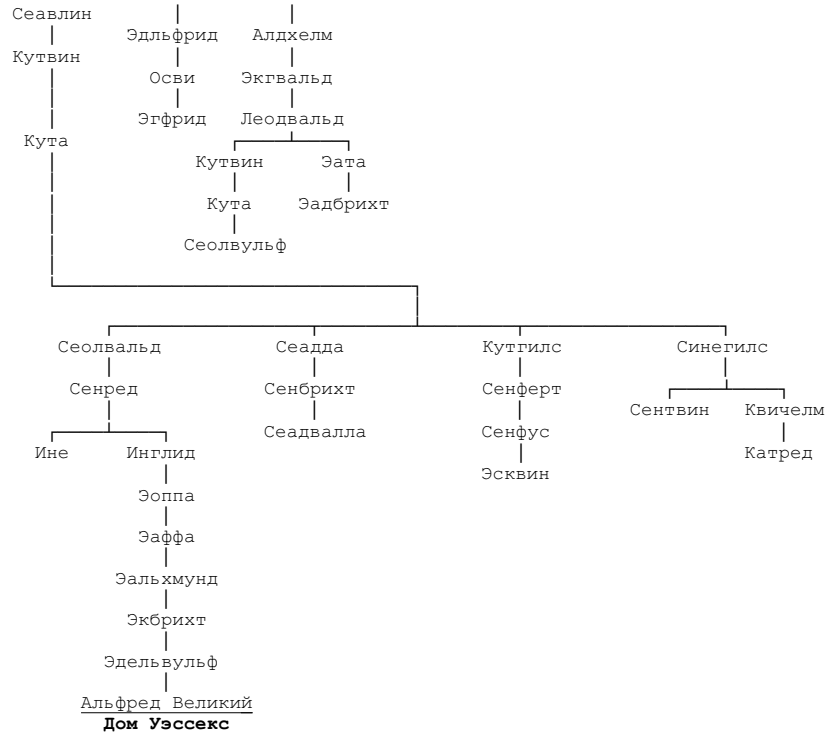 Сеавлин
Эдльфрид Алдхелм
Кутвин
Осви Экгвальд
Эгфрид Леодвальд
Кута
Кутвин Эата
Кута Эадбрихт
Сеолвульф
Сеолвальд Сеадда Кутгилс Синегилс
Сенред Сенбрихт Сенферт
Сентвин Квичелм
Сеадвалла Сенфус
Ине Инглид Катред
Эсквин
Эоппа
Эаффа
Эальхмунд
Экбрихт
Эдельвульф
Альфред Великий
Дом Уэссекс